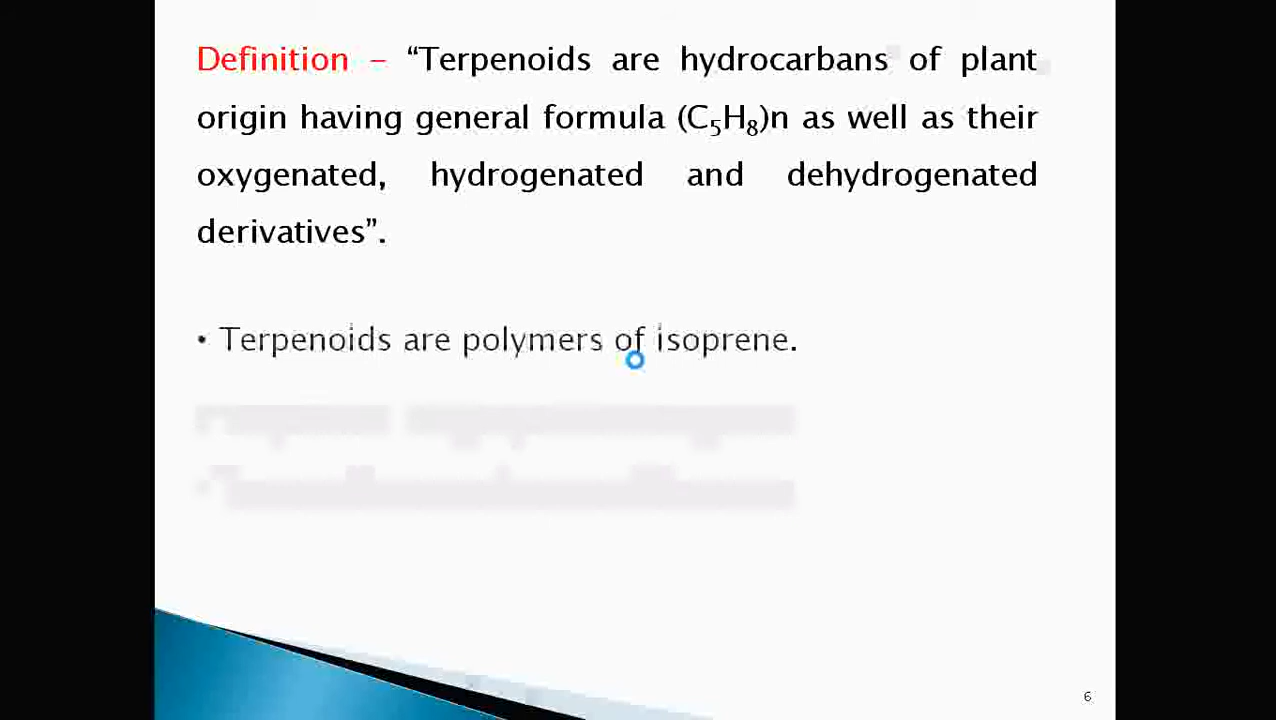 Definition – “Terpenoids are hydrocarbans of plant
origin having general formula (C₅H₈)n as well as their
oxygenated, hydrogenated and dehydrogenated
derivatives”.
• Terpenoids are polymers of isoprene.
6